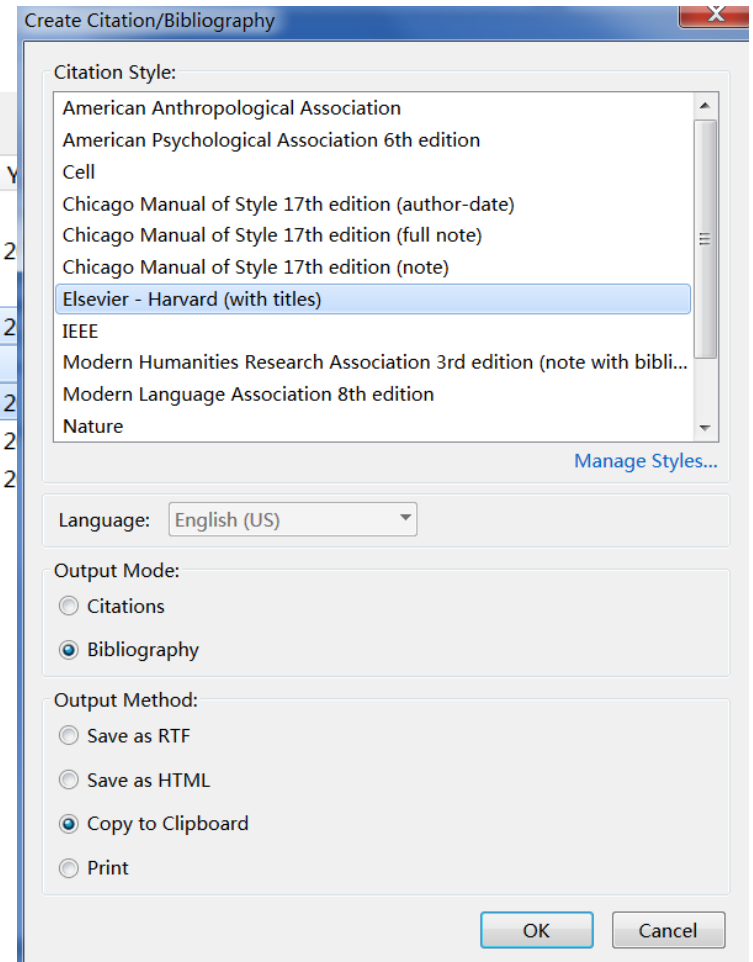 Create Citation/Bibliography
Citation Style:
American Anthropological Association
American Psychological Association 6th edition
Cell
Chicago Manual of Style 17th edition (author-date)
Chicago Manual of Style 17th edition (full note)
Chicago Manual of Style 17th edition (note)
Elsevier - Harvard (with titles)
IEEE
Modern Humanities Research Association 3rd edition (note with bibli...
Modern Language Association 8th edition
Nature
Manage Styles...
Language: English (US)
Output Mode:
Citations
Bibliography
Output Method:
Save as RTF
Save as HTML
Copy to Clipboard
Print
OK Cancel